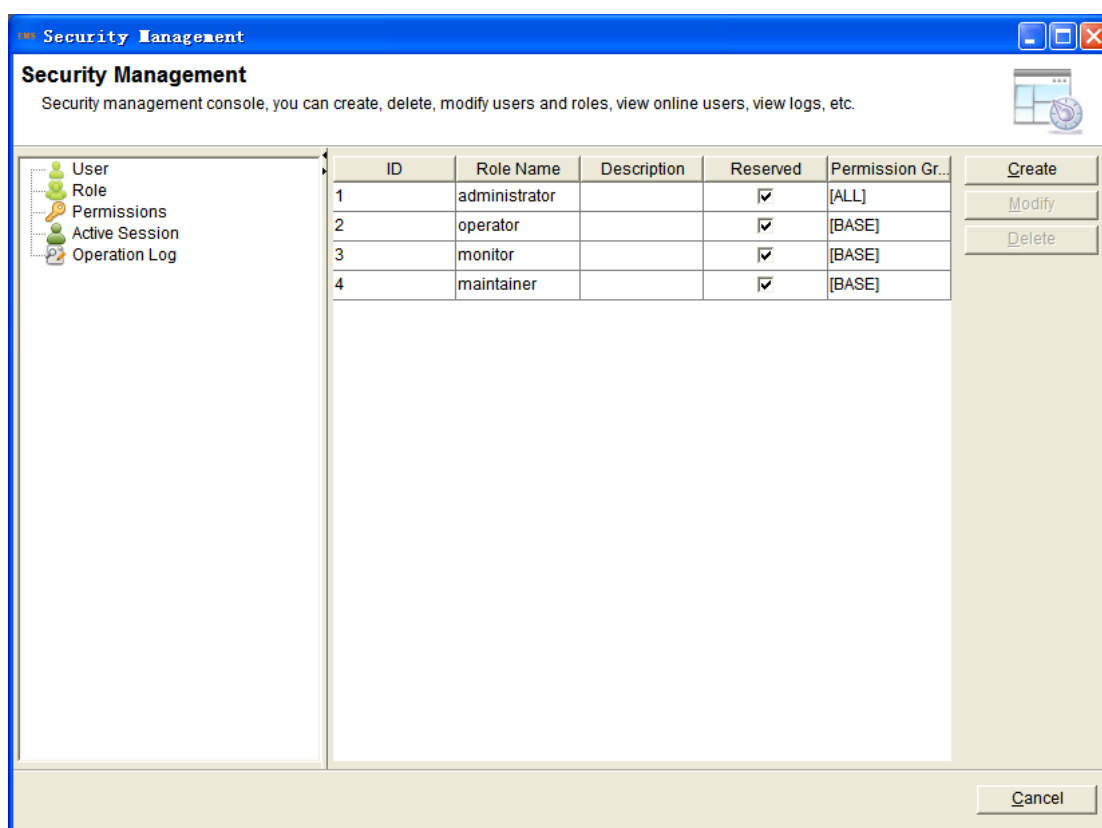 EMS Security Management
Security Management
Security management console, you can create, delete, modify users and roles, view online users, view logs, etc.
User
Role
Permissions
Active Session
Operation Log
ID Role Name Description Reserved Permission Gr...
1 administrator [ALL]
2 operator [BASE]
3 monitor [BASE]
4 maintainer [BASE]
Create
Modify
Delete
Cancel